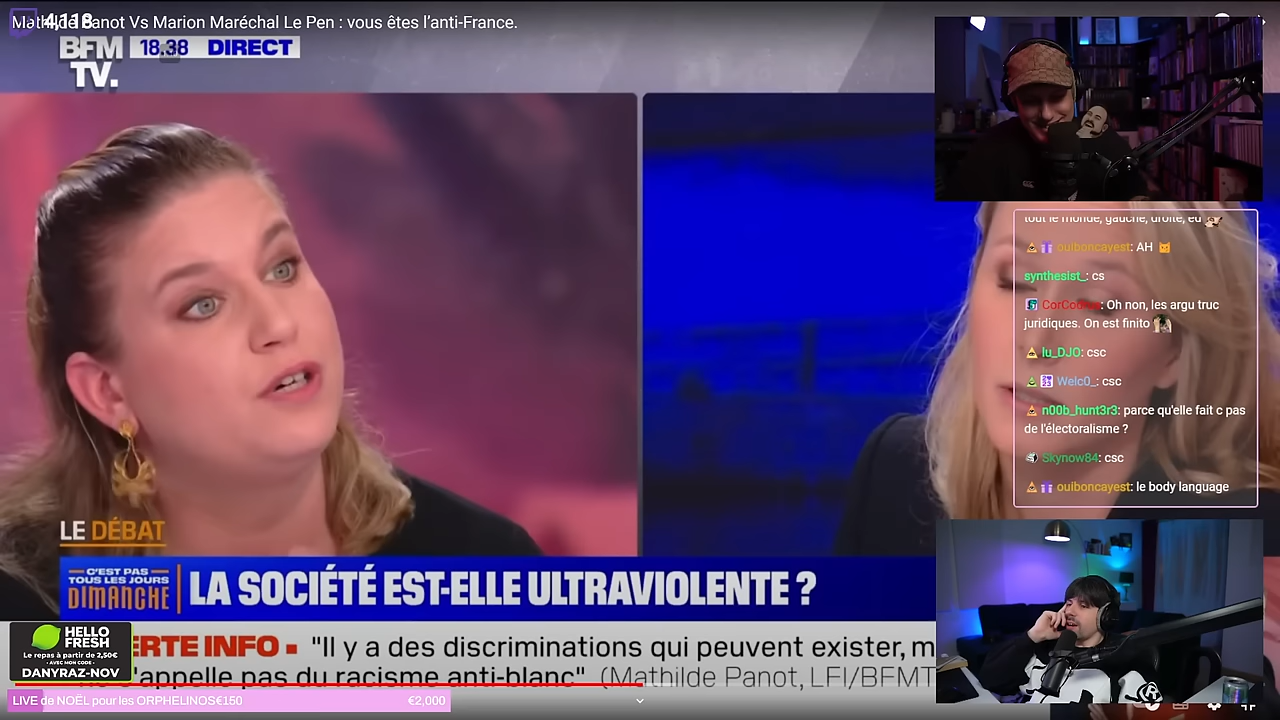 Mathilde Panot Vs Marion Maréchal Le Pen : vous êtes l'anti-France.
4,118
BFM
TV.
18.38 DIRECT
tout le monde, gauche, droite, ed
ouiboncayest: AH
synthesist_: cs
: Oh non, les argu truc
juridiques. On est finito
lu_DJO: csc
Welc0_: csc
n00b_hunt3r3: parce qu'elle fait c pas
de l'électoralisme ?
Skynow84: csc
ouiboncayest: le body language
LE DÉBAT
C'EST PAS
TOUS LES JOURS
DIMANCHE
LA SOCIÉTÉ EST-ELLE ULTRAVIOLENTE ?
ERTE INFO ▪ "Il y a des discriminations qui peuvent exister, m
'appelle pas du racisme anti-blanc" (Mathilde Panot, LFI/BFMT
HELLO
FRESH
Le repas à partir de 2,50€
- AVEC MON CODE -
DANYRAZ-NOV
LIVE de NOËL pour les ORPHELINOS €150
€2,000